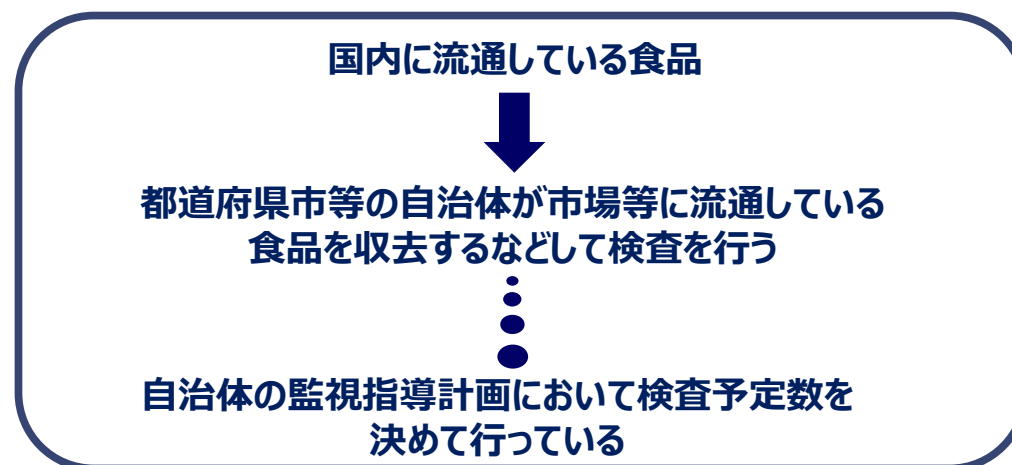 国内に流通している食品
都道府県市等の自治体が市場等に流通している
食品を収去するなどして検査を行う
自治体の監視指導計画において検査予定数を
決めて行っている